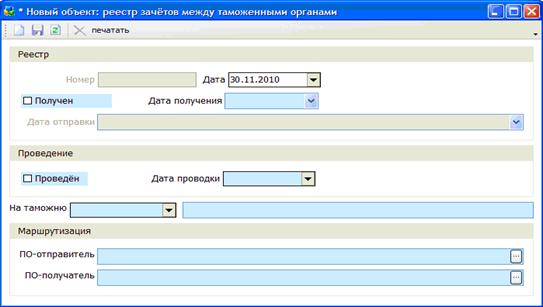 * Новый объект: реестр зачётов между таможенными органами
печатать
Реестр
Номер Дата 30.11.2010
Получен Дата получения
Дата отправки
Проведение
Проведён Дата проводки
На таможню
Маршрутизация
ПО-отправитель ...
ПО-получатель ...